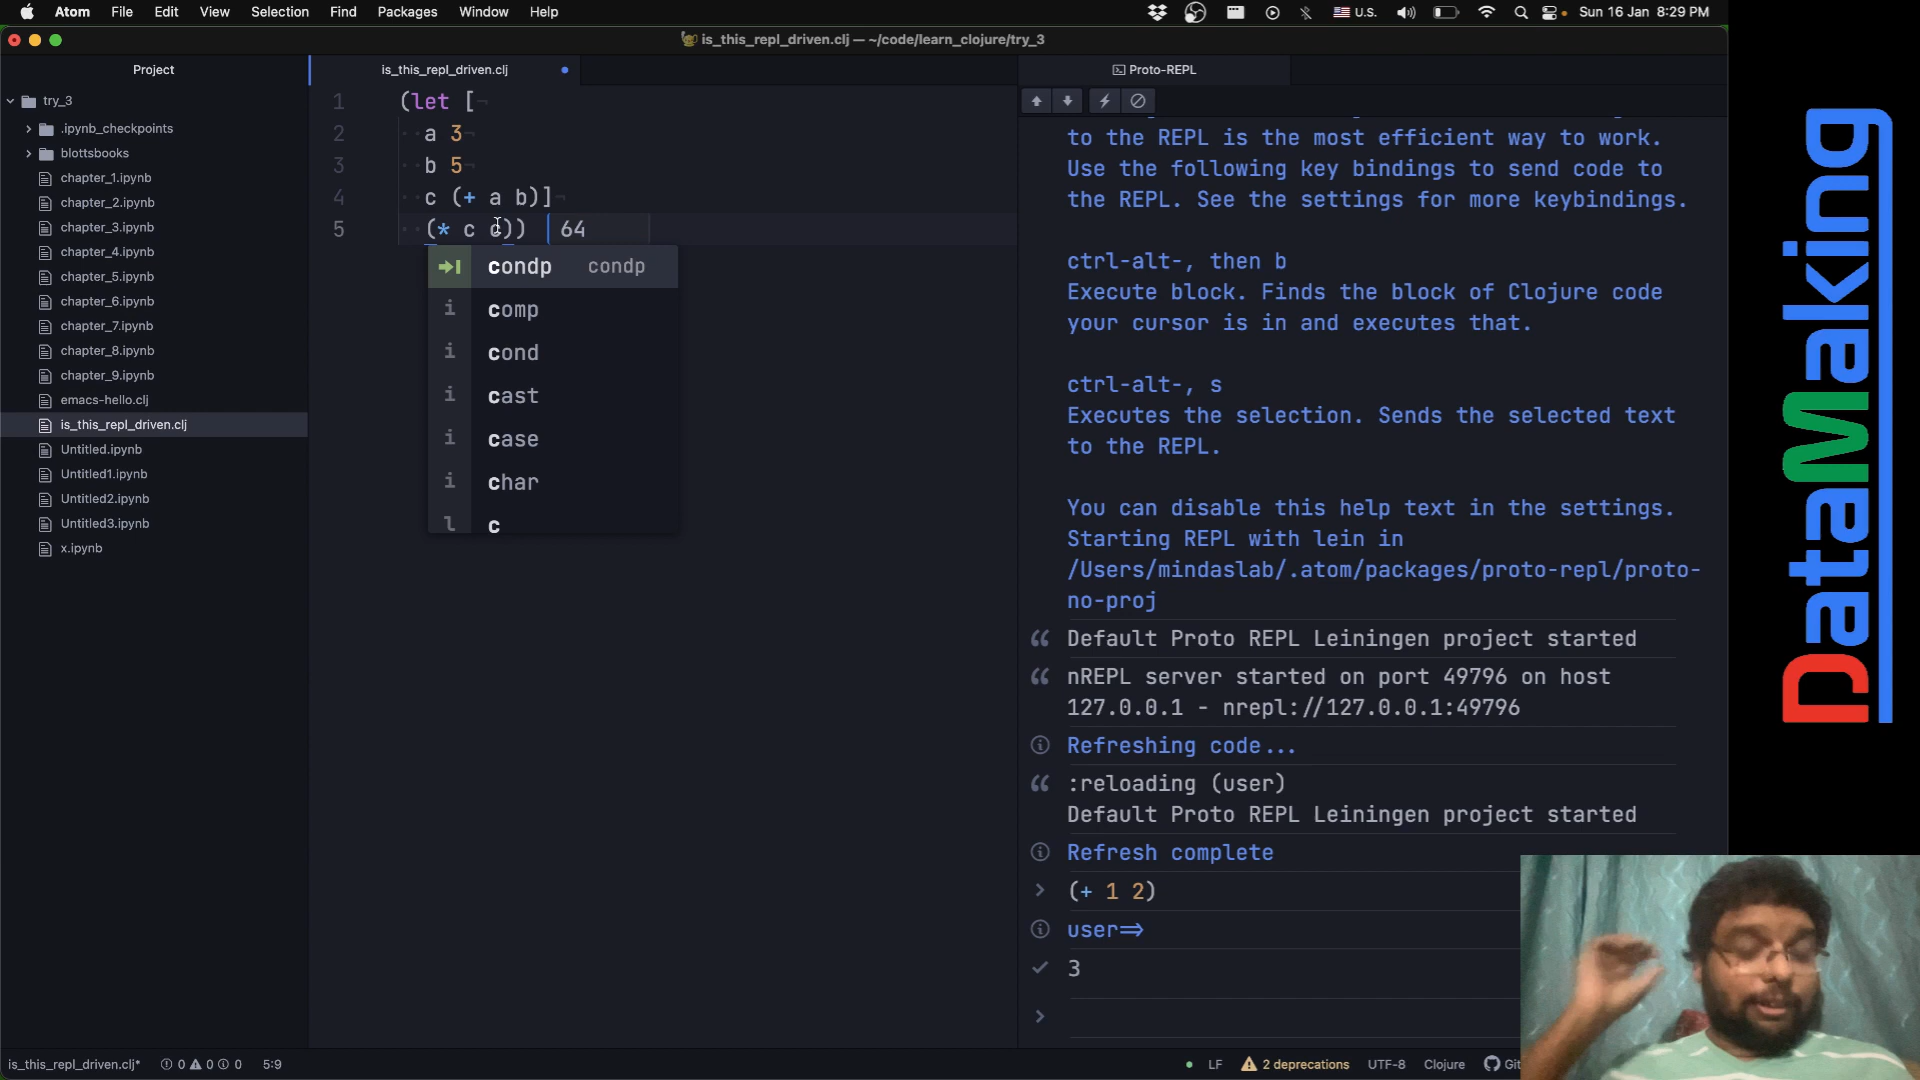 Atom File Edit View Selection Find Packages Window Help
U.S. Sun 16 Jan 8:29 PM
is_this_repl_driven.clj — ~/code/learn_clojure/try_3
Project
try_3
.ipynb_checkpoints
blottsbooks
chapter_1.ipynb
chapter_2.ipynb
chapter_3.ipynb
chapter_4.ipynb
chapter_5.ipynb
chapter_6.ipynb
chapter_7.ipynb
chapter_8.ipynb
chapter_9.ipynb
emacs-hello.clj
is_this_repl_driven.clj
Untitled.ipynb
Untitled1.ipynb
Untitled2.ipynb
Untitled3.ipynb
x.ipynb
is_this_repl_driven.clj
1 (let [
2 a 3
3 b 5
4 c (+ a b)]
5 (* c c)) 64
condp condp
i comp
i cond
i cast
i case
i char
l c
Proto-REPL
to the REPL is the most efficient way to work.
Use the following key bindings to send code to
the REPL. See the settings for more keybindings.
ctrl-alt-, then b
Execute block. Finds the block of Clojure code
your cursor is in and executes that.
ctrl-alt-, s
Executes the selection. Sends the selected text
to the REPL.
You can disable this help text in the settings.
Starting REPL with lein in
/Users/mindaslab/.atom/packages/proto-repl/proto-
no-proj
Default Proto REPL Leiningen project started
nREPL server started on port 49796 on host
127.0.0.1 - nrepl://127.0.0.1:49796
Refreshing code...
:reloading (user)
Default Proto REPL Leiningen project started
Refresh complete
(+ 1 2)
user=>
3
is_this_repl_driven.clj* 0 0 0 5:9
LF 2 deprecations UTF-8 Clojure Git
DataMaking